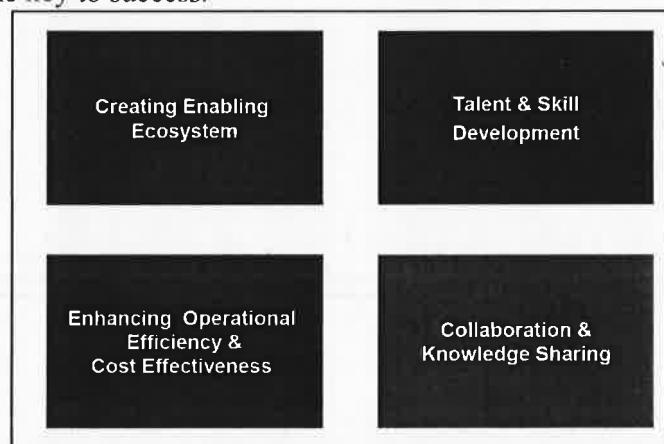 key to success.
Creating Enabling
Ecosystem
Talent & Skill
Development
Enhancing Operational
Efficiency &
Cost Effectiveness
Collaboration &
Knowledge Sharing